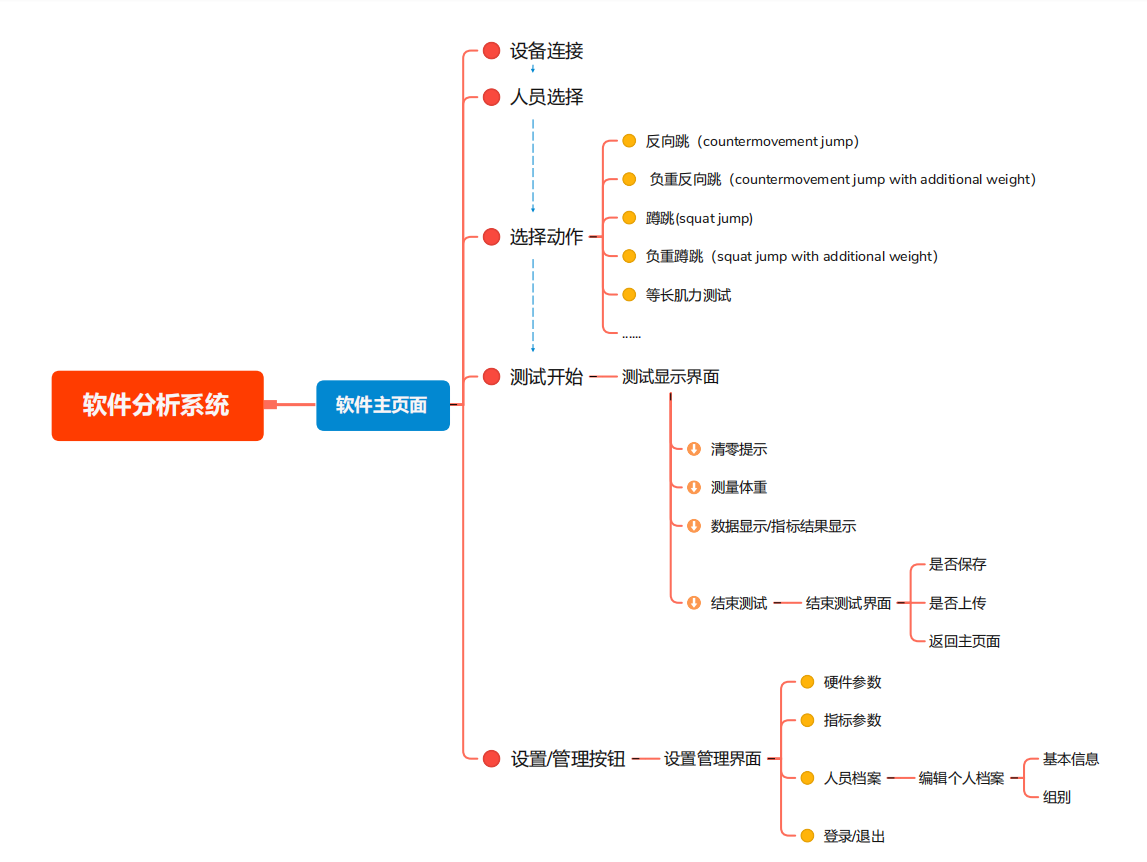 软件分析系统
软件主页面
设备连接
人员选择
选择动作
反向跳（countermovement jump）
负重反向跳（countermovement jump with additional weight）
蹲跳(squat jump)
负重蹲跳（squat jump with additional weight）
等长肌力测试
......
测试开始
测试显示界面
清零提示
测量体重
数据显示/指标结果显示
结束测试
结束测试界面
是否保存
是否上传
返回主页面
设置/管理按钮
设置管理界面
硬件参数
指标参数
人员档案
编辑个人档案
基本信息
组别
登录/退出